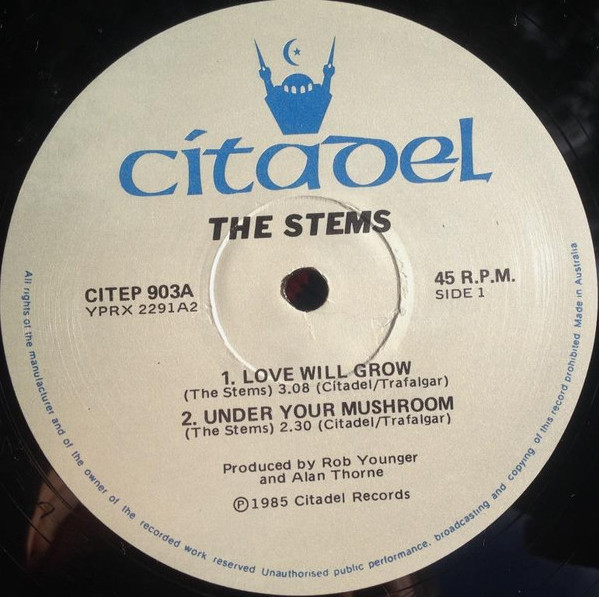 citadel
THE STEMS
CITEP 903A
YPRX 2291A2
45 R.P.M.
SIDE 1
1. LOVE WILL GROW
(The Stems) 3.08 (Citadel/Trafalgar)
2. UNDER YOUR MUSHROOM
(The Stems) 2.30 (Citadel/Trafalgar)
Produced by Rob Younger
and Alan Thorne
Ⓟ1985 Citadel Records
All rights of the manufacturer and of the owner of the recorded work reserved Unauthorised public performance, broadcasting and copying of this record prohibited Made in Australia